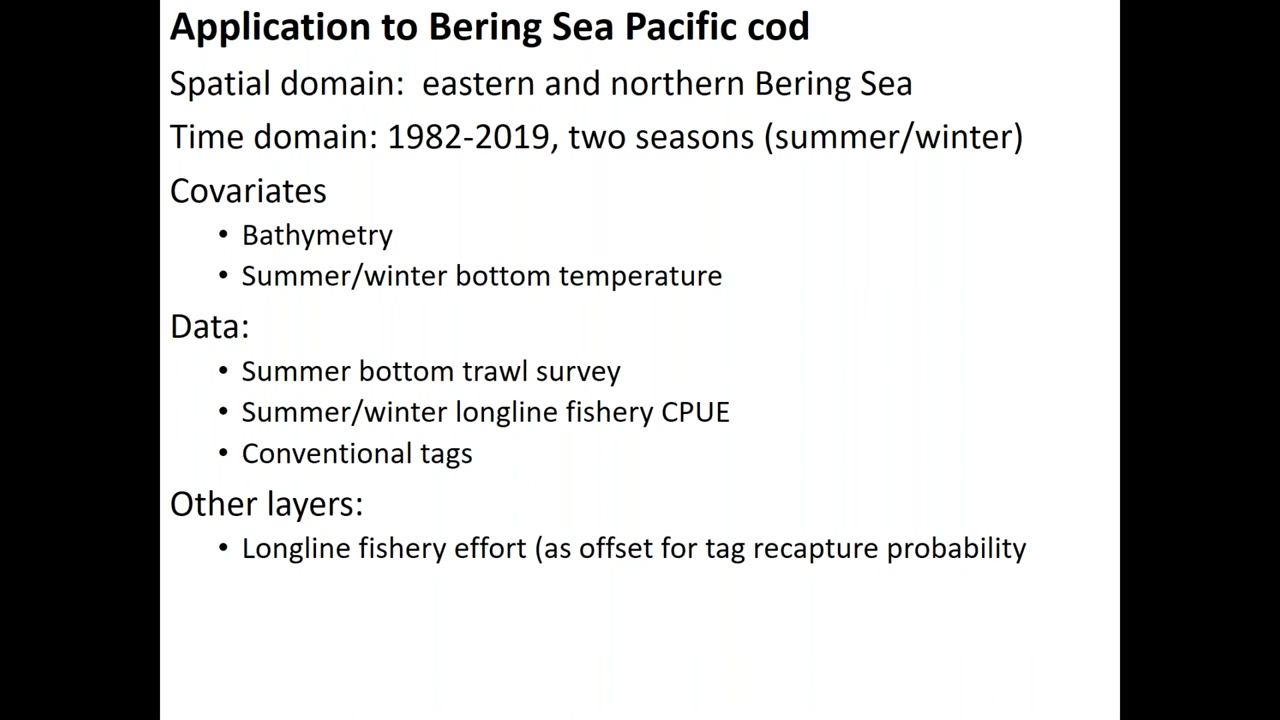 Application to Bering Sea Pacific cod
Spatial domain: eastern and northern Bering Sea
Time domain: 1982-2019, two seasons (summer/winter)
Covariates
• Bathymetry
• Summer/winter bottom temperature
Data:
• Summer bottom trawl survey
• Summer/winter longline fishery CPUE
• Conventional tags
Other layers:
• Longline fishery effort (as offset for tag recapture probability